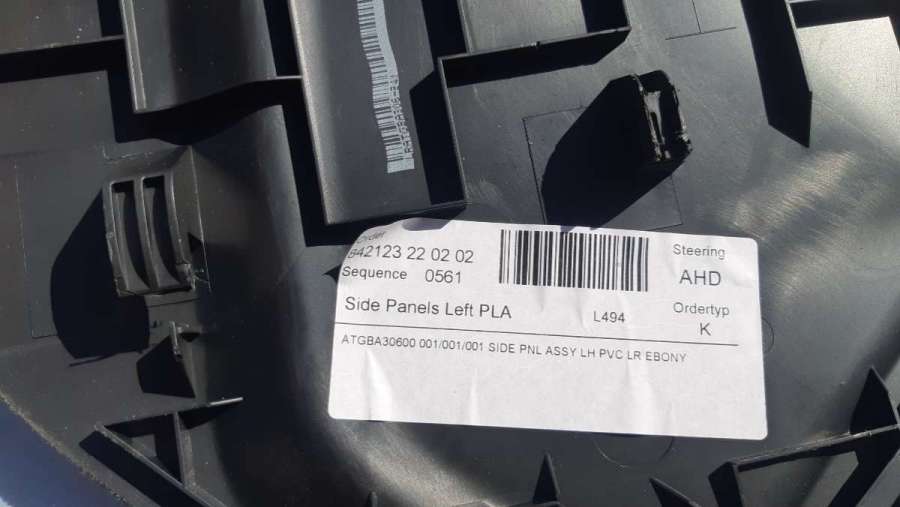 Order
842123 22 02 02
Sequence 0561
Steering
AHD
Side Panels Left PLA L494
Ordertyp
K
ATGBA30600 001/001/001 SIDE PNL ASSY LH PVC LR EBONY